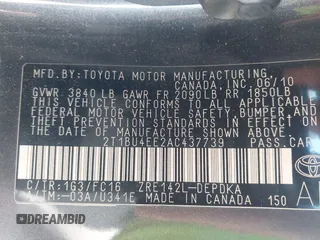 MFD.BY:TOYOTA MOTOR MANUFACTURING,
CANADA, INC. 06/10
GVWR 3840 LB GAWR FR 2090LB RR 1850LB
THIS VEHICLE CONFORMS TO ALL APPLICABLE
FEDERAL MOTOR VEHICLE SAFETY, BUMPER, AND
THEFT PREVENTION STANDARDS IN EFFECT ON
THE DATE OF MANUFACTURE SHOWN ABOVE.
2T1BU4EE2AC437739 PASS.CAR
C/TR:1G3/FC16 ZRE142L-DEPDKA
A/TM:-03A/U341E MADE IN CANADA 150
DREAMBID
dreambid.com